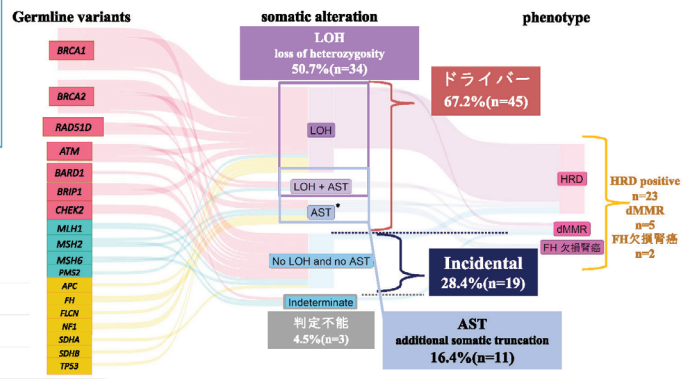 Germline variants
somatic alteration
phenotype
BRCA1
BRCA2
RAD51D
ATM
BARD1
BRIP1
CHEK2
MLH1
MSH2
MSH6
PMS2
APC
FH
FLCN
NF1
SDHA
SDHB
TP53
LOH
loss of heterozygosity
50.7%(n=34)
ドライバー
67.2%(n=45)
LOH
LOH + AST
AST *
No LOH and no AST
Indeterminate
判定不能
4.5%(n=3)
Incidental
28.4%(n=19)
AST
additional somatic truncation
16.4%(n=11)
HRD
dMMR
FH 欠損腎癌
HRD positive
n=23
dMMR
n=5
FH欠損腎癌
n=2